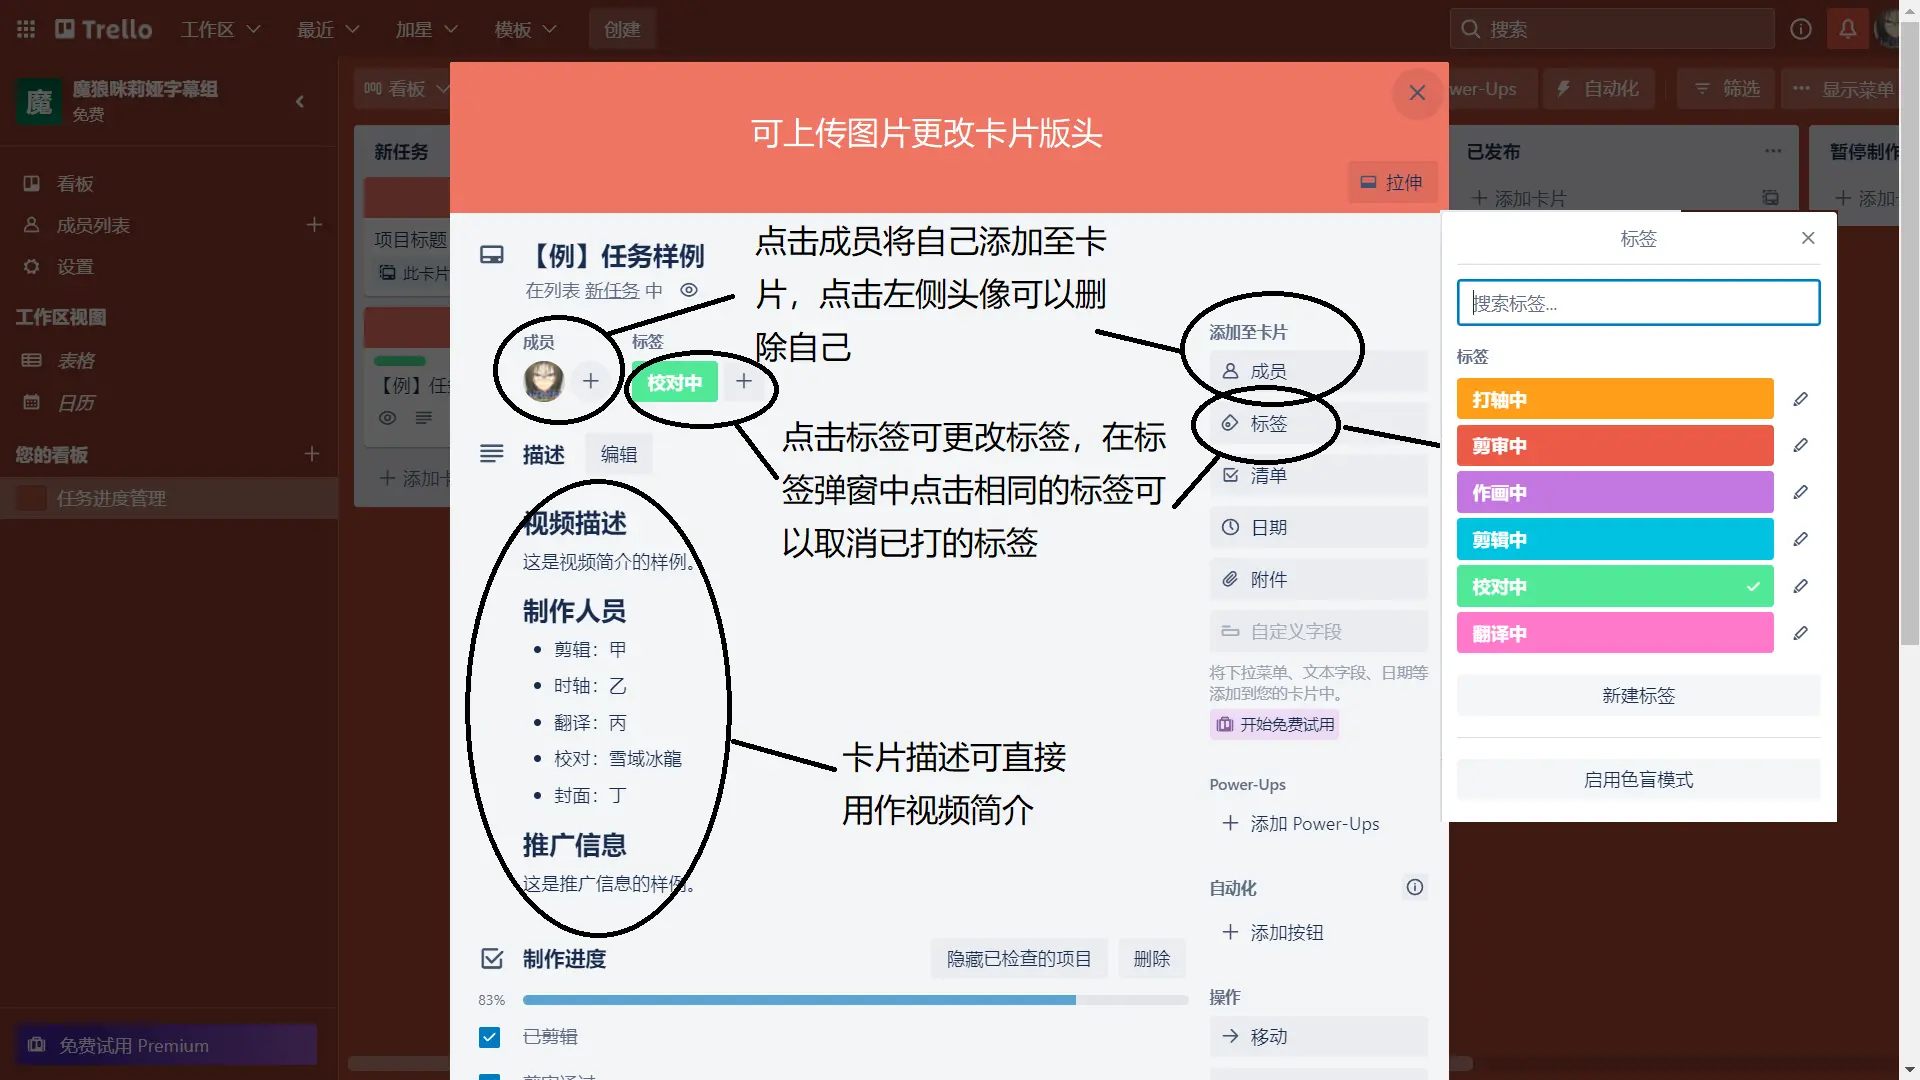 Trello
工作区
最近
加星
模板
创建
搜索
魔狼咪莉娅字幕组
免费
魔
看板
成员列表
设置
工作区视图
表格
日历
您的看板
任务进度管理
免费试用 Premium
看板
wer-Ups
自动化
筛选
显示菜单
新任务
项目标题
此卡片
【例】任
添加卡
已发布
添加卡片
暂停制作
添加
可上传图片更改卡片版头
拉伸
【例】任务样例
在列表 新任务 中
点击成员将自己添加至卡
片，点击左侧头像可以删
除自己
成员
标签
校对中
点击标签可更改标签，在标
签弹窗中点击相同的标签可
以取消已打的标签
描述
编辑
视频描述
这是视频简介的样例。
制作人员
• 剪辑：甲
• 时轴：乙
• 翻译：丙
• 校对：雪域冰龍
• 封面：丁
卡片描述可直接
用作视频简介
推广信息
这是推广信息的样例。
制作进度
隐藏已检查的项目
删除
83%
已剪辑
添加至卡片
成员
标签
清单
日期
附件
自定义字段
将下拉菜单、文本字段、日期等
添加到您的卡片中。
开始免费试用
Power-Ups
添加 Power-Ups
自动化
添加按钮
操作
移动
标签
搜索标签...
标签
打轴中
剪审中
作画中
剪辑中
校对中
翻译中
新建标签
启用色盲模式